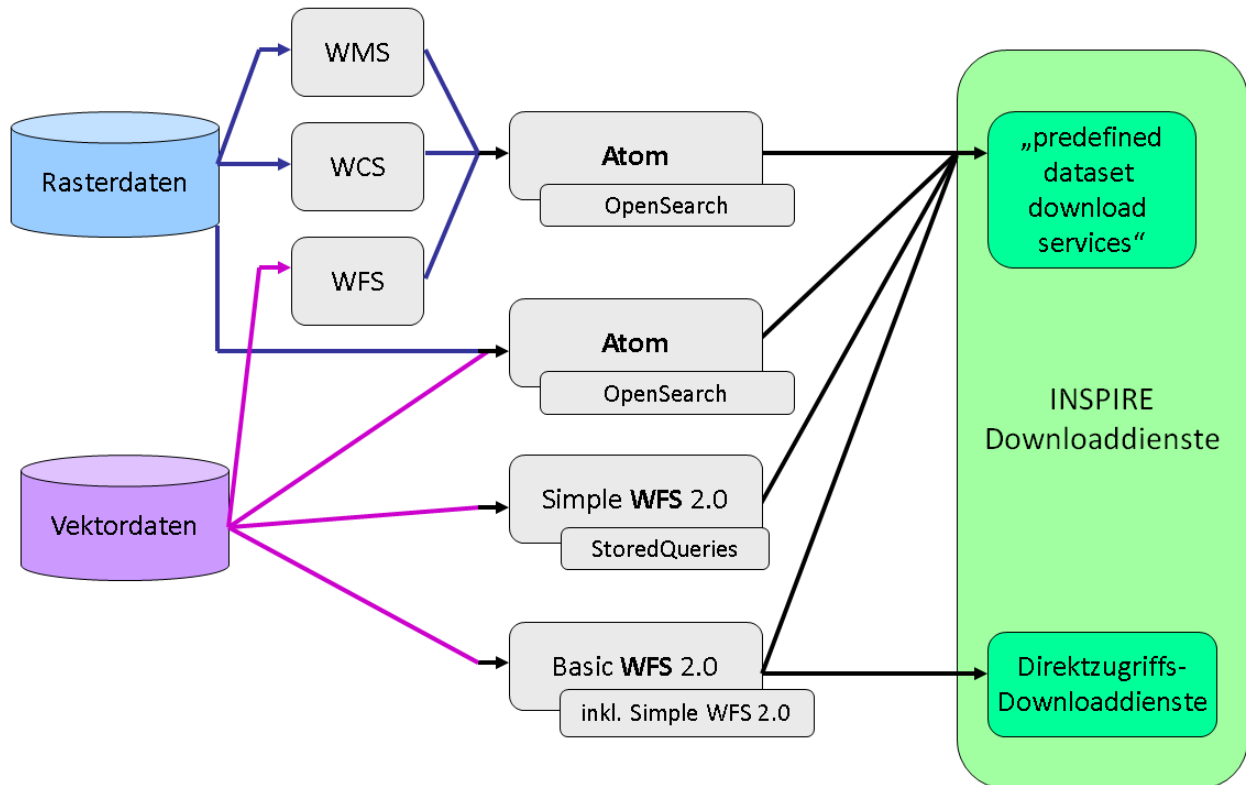 WMS
WCS
WFS
Rasterdaten
Vektordaten
Atom
OpenSearch
Atom
OpenSearch
Simple WFS 2.0
StoredQueries
Basic WFS 2.0
inkl. Simple WFS 2.0
„predefined
dataset
download
services“
INSPIRE
Downloaddienste
Direktzugriffs-
Downloaddienste